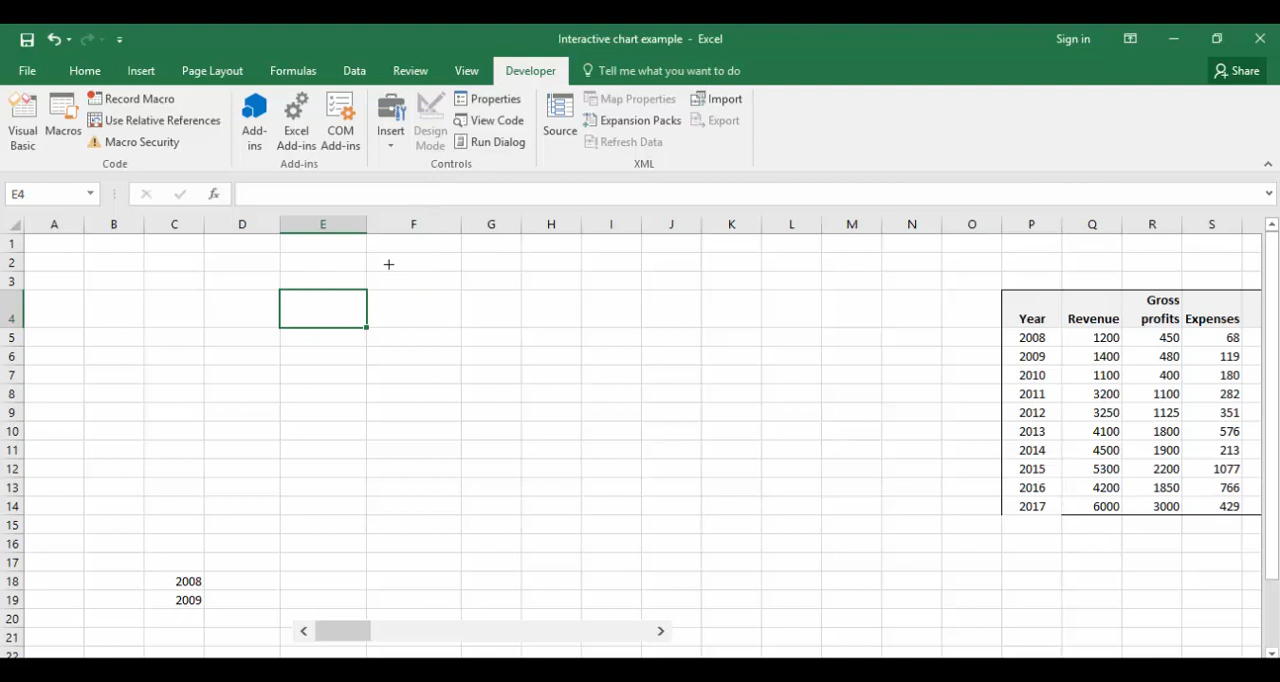 Interactive chart example - Excel
Sign in
File Home Insert Page Layout Formulas Data Review View Developer Tell me what you want to do Share
Visual Basic
Macros
Record Macro
Use Relative References
Macro Security
Code
Add-ins
Excel Add-ins
COM Add-ins
Add-ins
Insert
Design Mode
Properties
View Code
Run Dialog
Controls
Source
Map Properties
Expansion Packs
Refresh Data
Import
Export
XML
E4
fx
A B C D E F G H I J K L M N O P Q R S
1
2
3
4 Year Revenue Gross profits Expenses
5 2008 1200 450 68
6 2009 1400 480 119
7 2010 1100 400 180
8 2011 3200 1100 282
9 2012 3250 1125 351
10 2013 4100 1800 576
11 2014 4500 1900 213
12 2015 5300 2200 1077
13 2016 4200 1850 766
14 2017 6000 3000 429
15
16
17
18 2008
19 2009
20
21
22